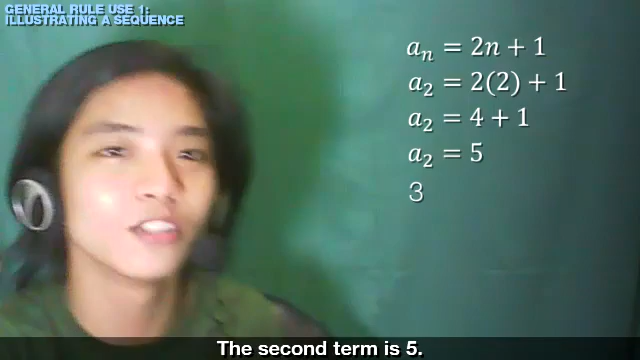 GENERAL RULE USE 1:
ILLUSTRATING A SEQUENCE
aₙ = 2n + 1
a₂ = 2(2) + 1
a₂ = 4 + 1
a₂ = 5
3
The second term is 5.